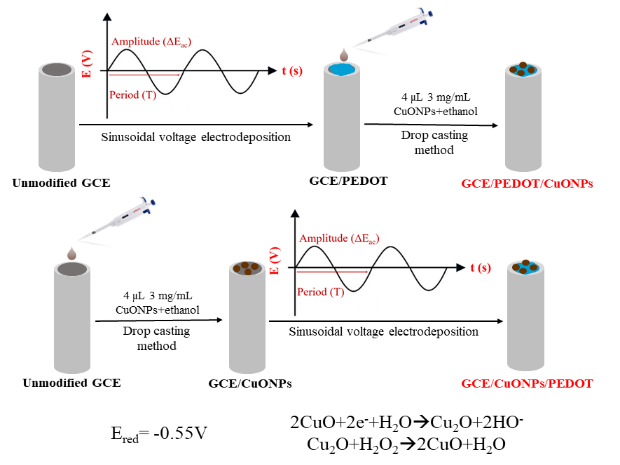 Amplitude (ΔEac)
E (V)
t (s)
Period (T)
4 μL 3 mg/mL
CuONPs+ethanol
Sinusoidal voltage electrodeposition
Drop casting
method
Unmodified GCE
GCE/PEDOT
GCE/PEDOT/CuONPs
Amplitude (ΔEac)
E (V)
t (s)
Period (T)
4 μL 3 mg/mL
CuONPs+ethanol
Drop casting
method
Sinusoidal voltage electrodeposition
Unmodified GCE
GCE/CuONPs
GCE/CuONPs/PEDOT
Ered= -0.55V
2CuO+2e-+H2O➔Cu2O+2HO-
Cu2O+H2O2➔2CuO+H2O